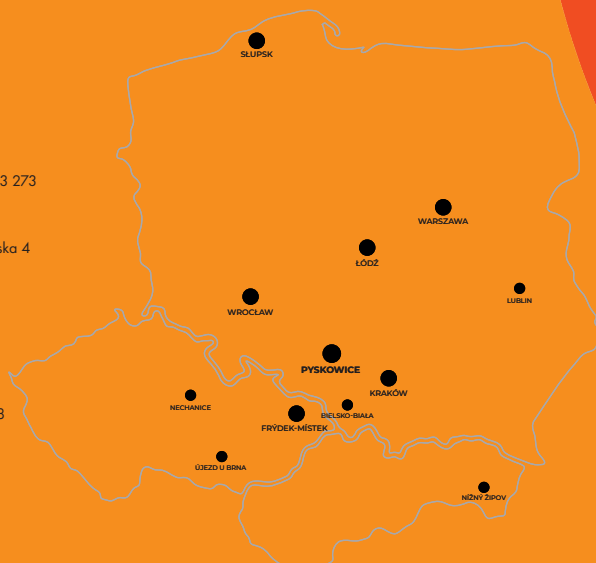 SŁUPSK
3 273
WARSZAWA
ska 4
ŁÓDŹ
LUBLIN
WROCŁAW
PYSKOWICE
KRAKÓW
NECHANICE
BIELSKO-BIAŁA
3
FRÝDEK-MÍSTEK
ÚJEZD U BRNA
NÍŽNÝ ŽIPOV